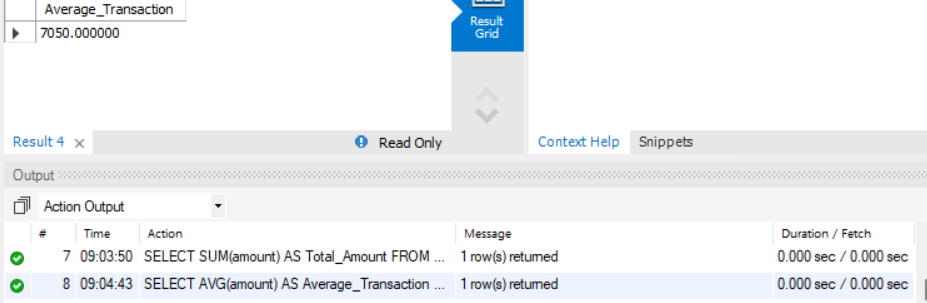 Average_Transaction
7050.000000
Result
Grid
Result 4
Read Only
Context Help Snippets
Output
Action Output
# Time Action Message Duration / Fetch
7 09:03:50 SELECT SUM(amount) AS Total_Amount FROM ... 1 row(s) returned 0.000 sec / 0.000 sec
8 09:04:43 SELECT AVG(amount) AS Average_Transaction ... 1 row(s) returned 0.000 sec / 0.000 sec